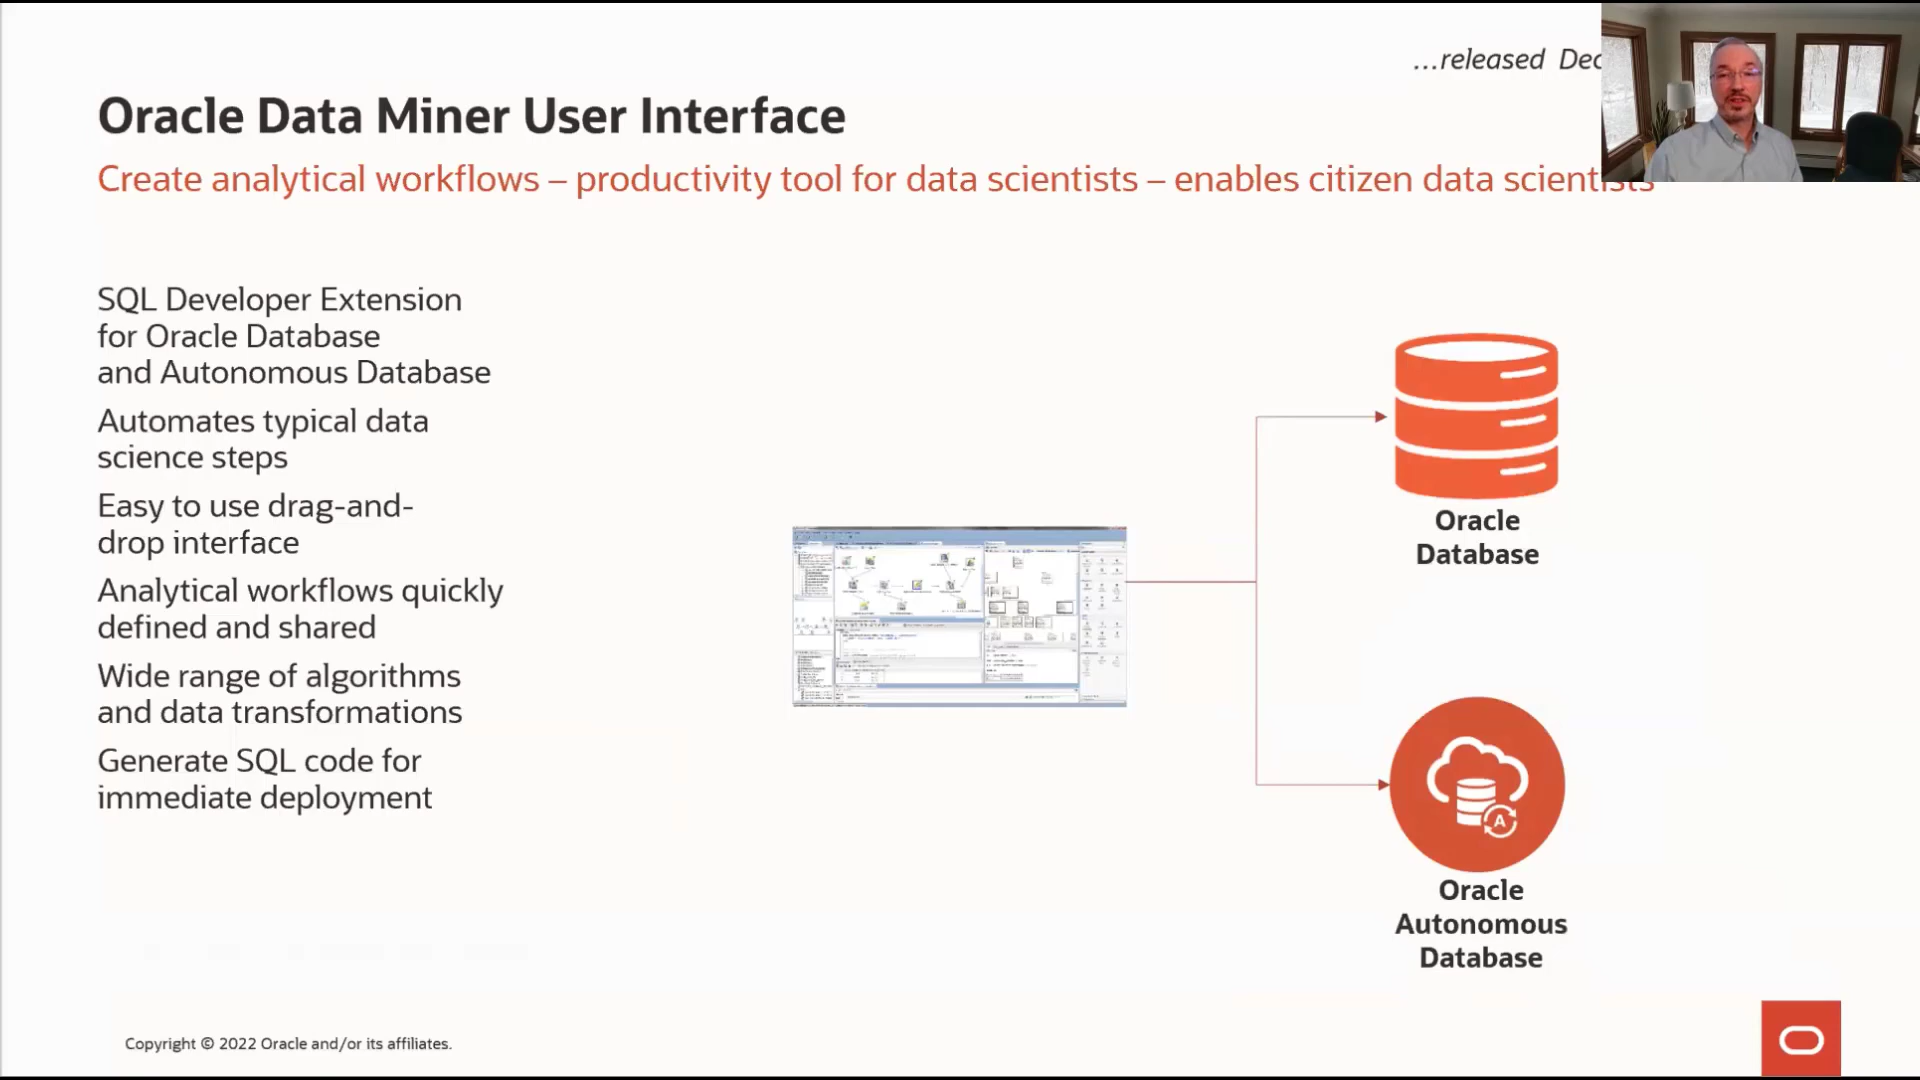 ...released Dec
Oracle Data Miner User Interface
Create analytical workflows – productivity tool for data scientists – enables citizen data scientists
SQL Developer Extension
for Oracle Database
and Autonomous Database
Automates typical data
science steps
Easy to use drag-and-
drop interface
Analytical workflows quickly
defined and shared
Wide range of algorithms
and data transformations
Generate SQL code for
immediate deployment
Oracle
Database
A
Oracle
Autonomous
Database
Copyright © 2022 Oracle and/or its affiliates.